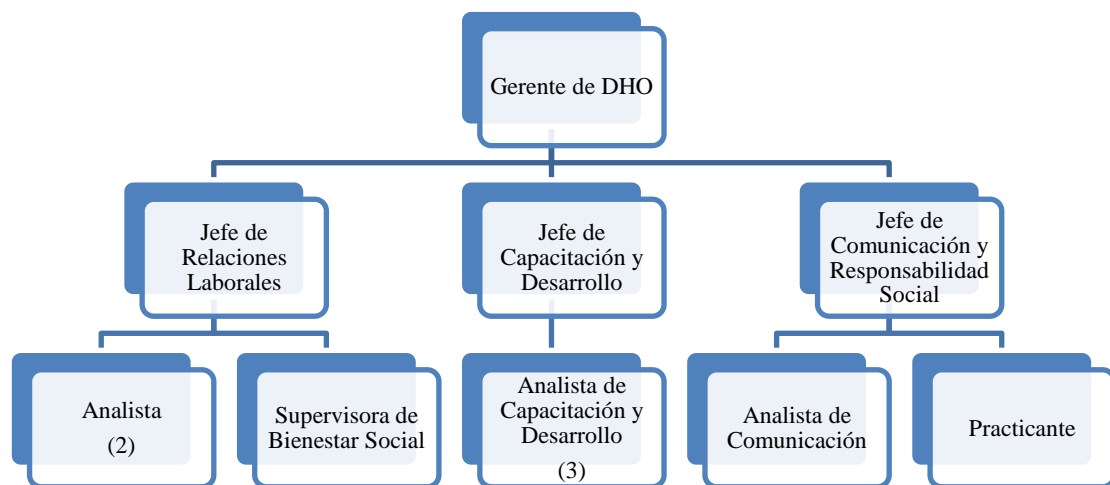 Gerente de DHO
Jefe de
Relaciones
Laborales
Jefe de
Capacitación y
Desarrollo
Jefe de
Comunicación y
Responsabilidad
Social
Analista
(2)
Supervisora de
Bienestar Social
Analista de
Capacitación y
Desarrollo
(3)
Analista de
Comunicación
Practicante